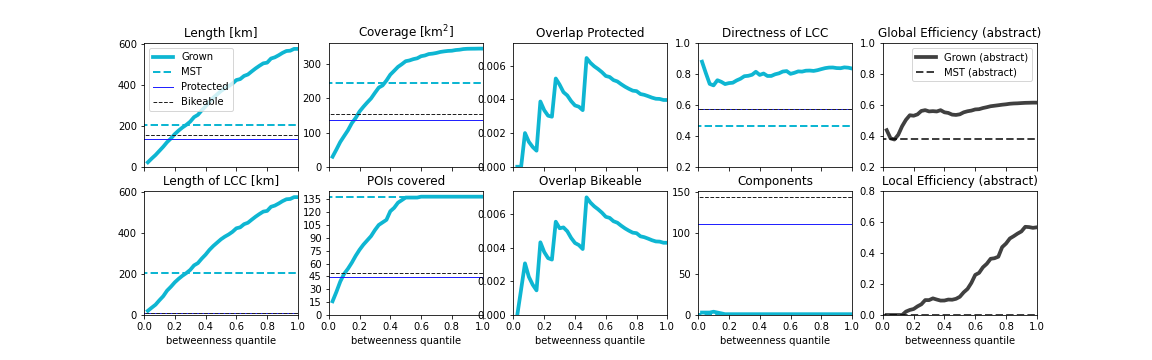 Length [km]
600
400
200
0
Grown
MST
Protected
Bikeable
Coverage [km²]
300
200
100
0
Overlap Protected
0.006
0.004
0.002
0.000
Directness of LCC
1.0
0.8
0.6
0.4
0.2
Global Efficiency (abstract)
1.0
0.8
0.6
0.4
0.2
Grown (abstract)
MST (abstract)
Length of LCC [km]
600
400
200
0
0.0 0.2 0.4 0.6 0.8 1.0
betweenness quantile
POIs covered
135
120
105
90
75
60
45
30
15
0
0.0 0.2 0.4 0.6 0.8 1.0
betweenness quantile
Overlap Bikeable
0.006
0.004
0.002
0.000
0.0 0.2 0.4 0.6 0.8 1.0
betweenness quantile
Components
150
100
50
0
0.0 0.2 0.4 0.6 0.8 1.0
betweenness quantile
Local Efficiency (abstract)
0.8
0.6
0.4
0.2
0.0
0.0 0.2 0.4 0.6 0.8 1.0
betweenness quantile